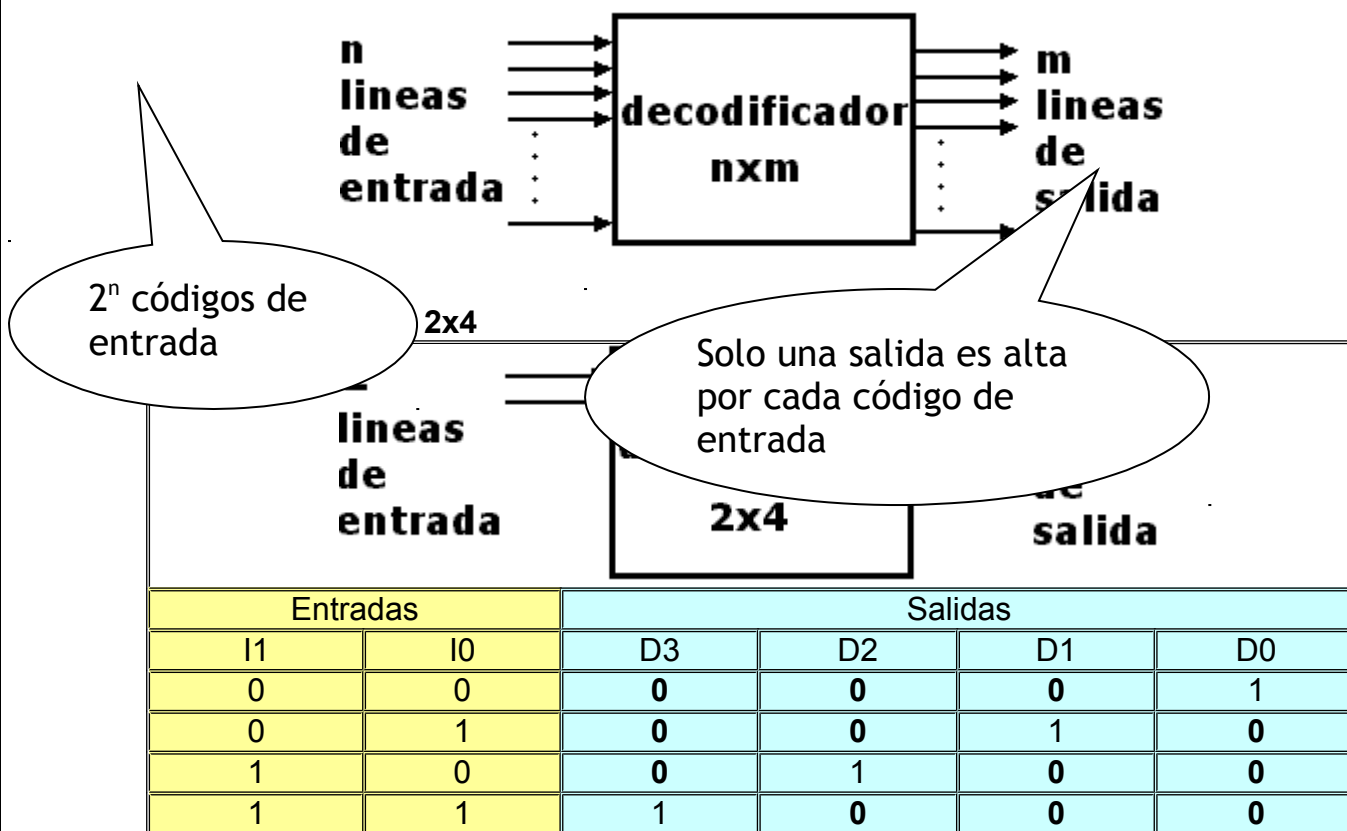 n
lineas
de
entrada
decodificador
nxm
m
lineas
de
salida
2ⁿ códigos de
entrada
2x4
Solo una salida es alta
por cada código de
entrada
lineas
de
entrada
2x4
de
salida
Entradas Salidas
I1 I0 D3 D2 D1 D0
0 0 0 0 0 1
0 1 0 0 1 0
1 0 0 1 0 0
1 1 1 0 0 0